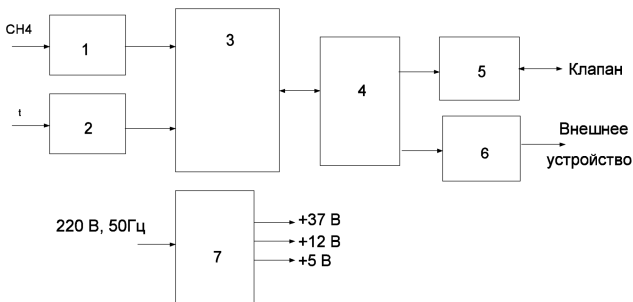 CH4
1
3
5
Клапан
t
2
4
Внешнее
устройство
6
220 В, 50Гц
7
+37 В
+12 В
+5 В